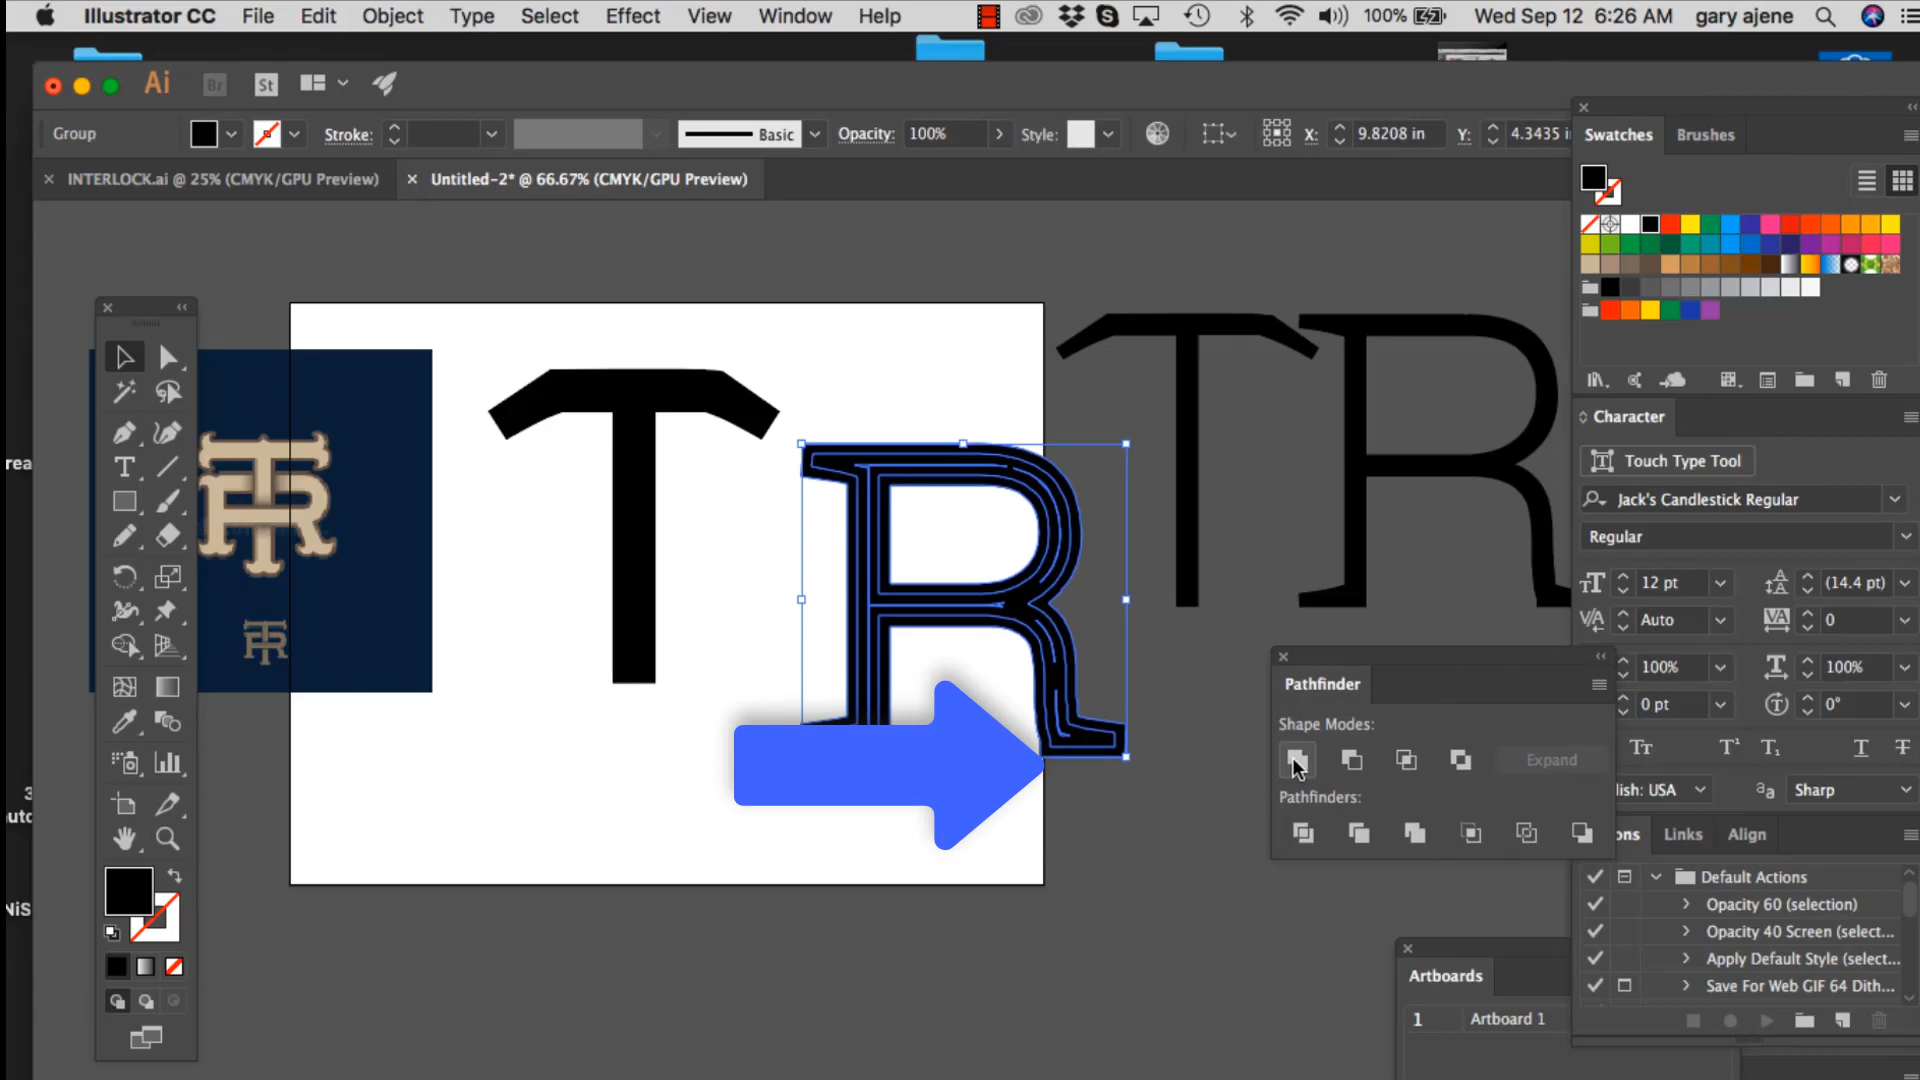 Illustrator CC File Edit Object Type Select Effect View Window Help 100% Wed Sep 12 6:26 AM gary ajene
Ai Br St
Group Stroke: Basic Opacity: 100% Style: X: 9.8208 in Y: 4.3435 i
INTERLOCK.ai @ 25% (CMYK/GPU Preview) Untitled-2* @ 66.67% (CMYK/GPU Preview)
Swatches Brushes
T R
T R
TR
TR
Character
Touch Type Tool
Jack's Candlestick Regular
Regular
12 pt (14.4 pt)
Auto 0
100% 100%
0 pt 0°
lish: USA Sharp
Pathfinder
Shape Modes:
Expand
Pathfinders:
ons Links Align
Default Actions
Opacity 60 (selection)
Opacity 40 Screen (select...
Apply Default Style (select...
Save For Web GIF 64 Dith...
Artboards
1 Artboard 1